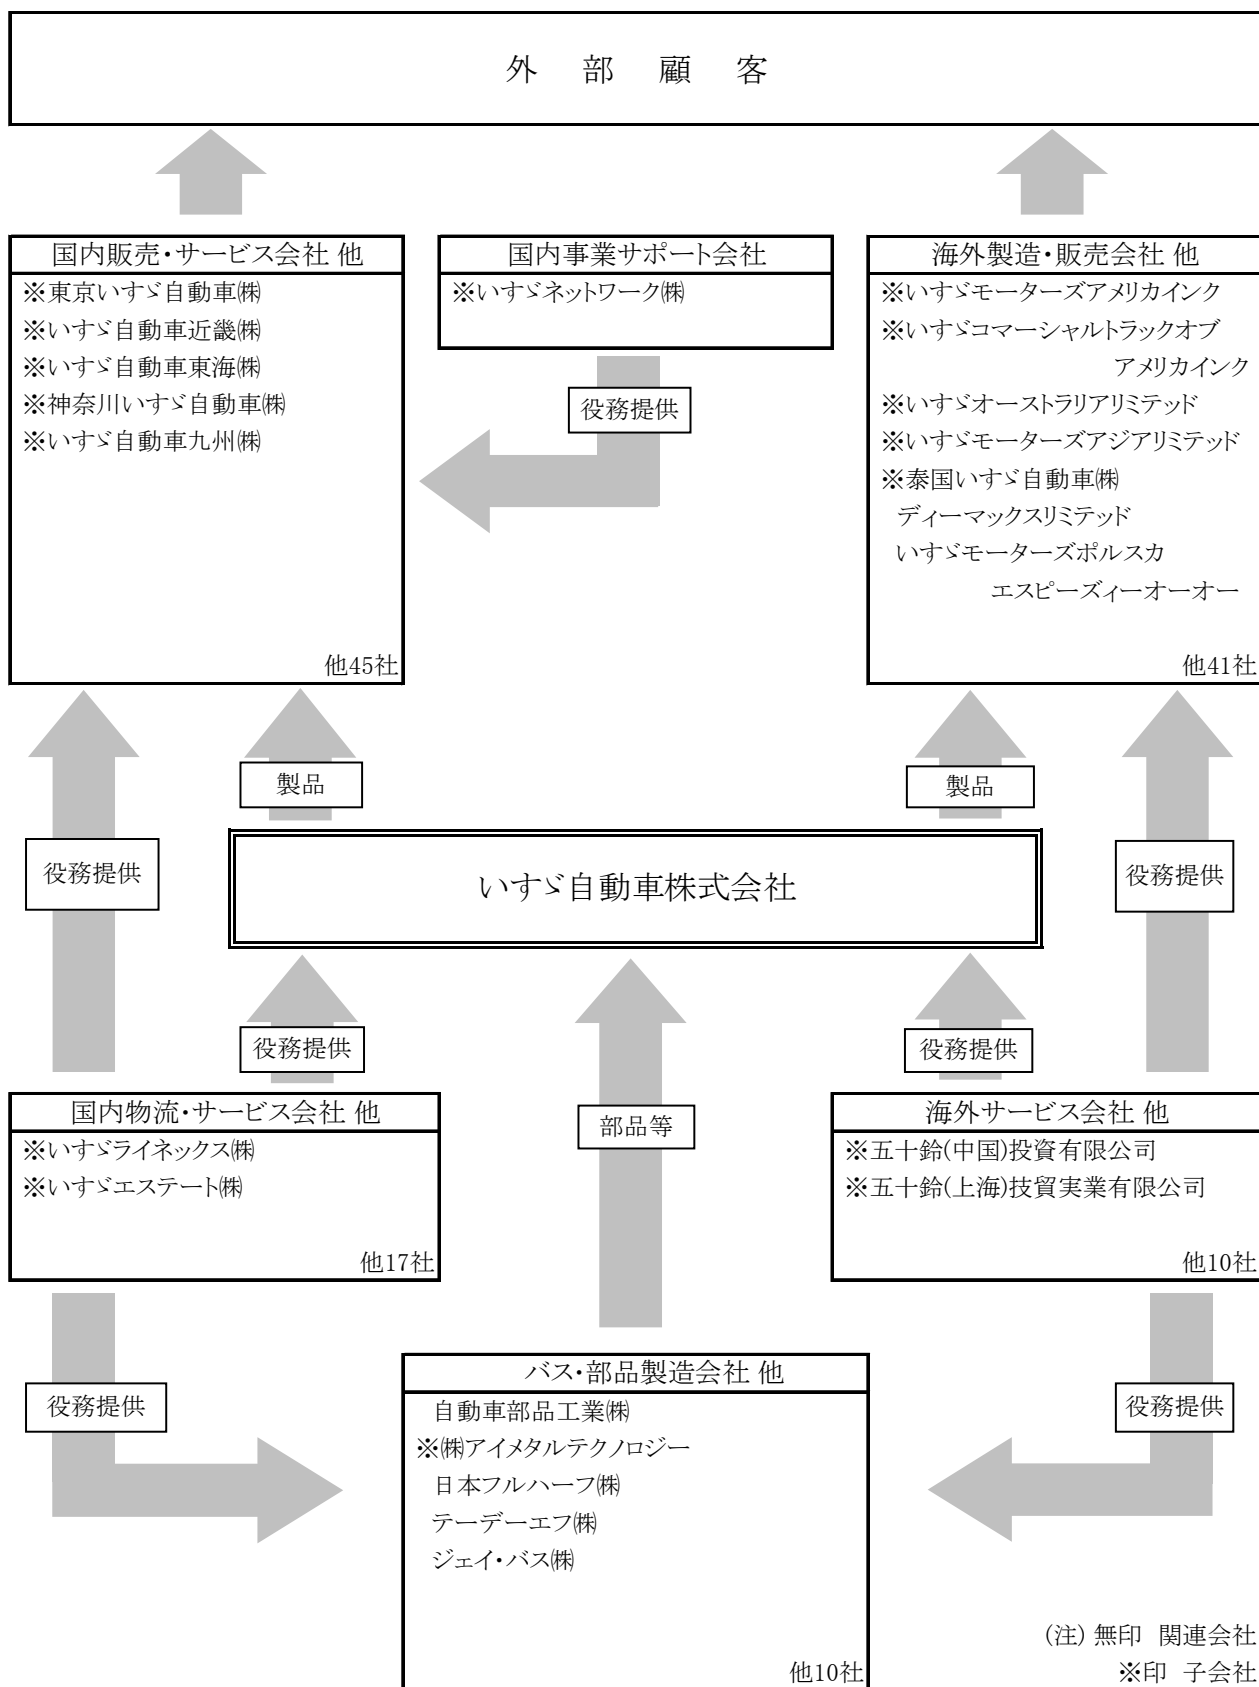 外 部 顧 客
国内販売・サービス会社 他
※東京いすゞ自動車㈱
※いすゞ自動車近畿㈱
※いすゞ自動車東海㈱
※神奈川いすゞ自動車㈱
※いすゞ自動車九州㈱
他45社
国内事業サポート会社
※いすゞネットワーク㈱
役務提供
海外製造・販売会社 他
※いすゞモーターズアメリカインク
※いすゞコマーシャルトラックオブ
アメリカインク
※いすゞオーストラリアリミテッド
※いすゞモーターズアジアリミテッド
※泰国いすゞ自動車㈱
ディーマックスリミテッド
いすゞモーターズポルスカ
エスピーズィーオーオー
他41社
製品
製品
役務提供
いすゞ自動車株式会社
役務提供
役務提供
部品等
役務提供
国内物流・サービス会社 他
※いすゞライネックス㈱
※いすゞエステート㈱
他17社
海外サービス会社 他
※五十鈴(中国)投資有限公司
※五十鈴(上海)技貿実業有限公司
他10社
役務提供
役務提供
バス・部品製造会社 他
自動車部品工業㈱
※㈱アイメタルテクノロジー
日本フルハーフ㈱
テーデーエフ㈱
ジェイ・バス㈱
他10社
(注) 無印 関連会社
※印 子会社